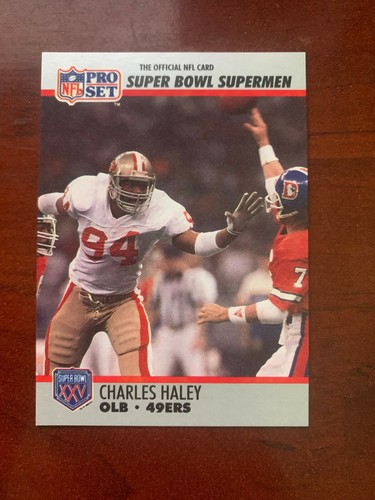 THE OFFICIAL NFL CARD
NFL PRO SET
TM
SUPER BOWL SUPERMEN
94
7
SUPER BOWL
XXV
CHARLES HALEY
OLB • 49ERS